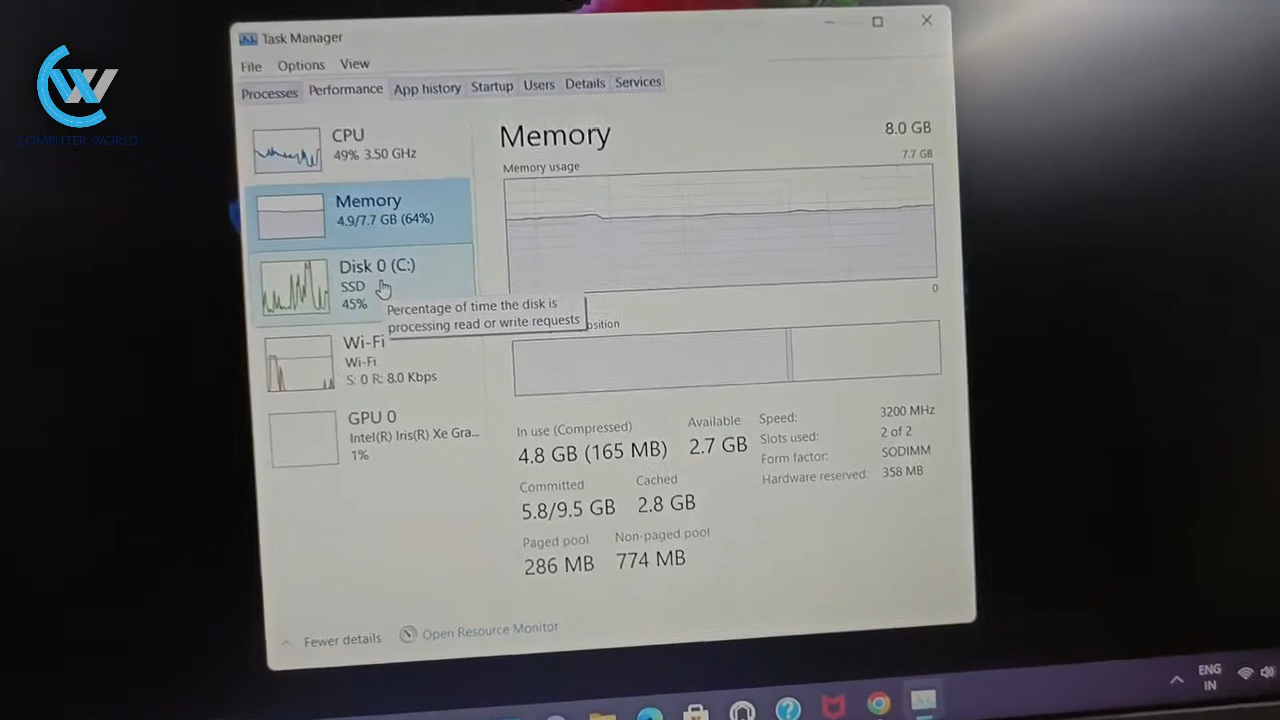 COMPUTER WORLD
Task Manager
File Options View
Processes Performance App history Startup Users Details Services
CPU
49% 3.50 GHz
Memory
4.9/7.7 GB (64%)
Disk 0 (C:)
SSD
45%
Percentage of time the disk is
processing read or write requests
Wi-Fi
Wi-Fi
S: 0 R: 8.0 Kbps
GPU 0
Intel(R) Iris(R) Xe Gra...
1%
Memory
8.0 GB
Memory usage
7.7 GB
0
osition
In use (Compressed)
4.8 GB (165 MB)
Available
2.7 GB
Committed
5.8/9.5 GB
Cached
2.8 GB
Paged pool
286 MB
Non-paged pool
774 MB
Speed: 3200 MHz
Slots used: 2 of 2
Form factor: SODIMM
Hardware reserved: 358 MB
Fewer details
Open Resource Monitor
ENG
IN